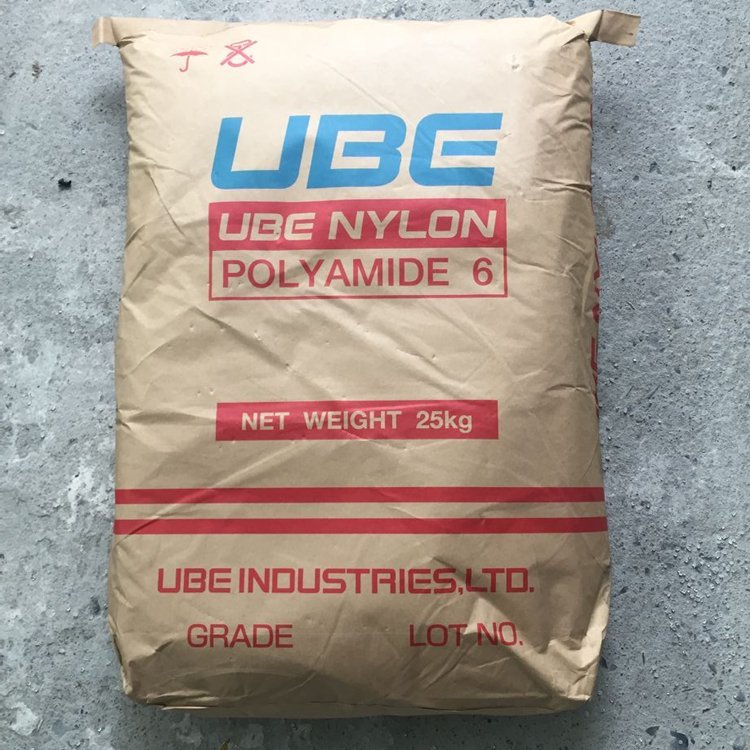 UBE
UBE NYLON
POLYAMIDE 6
NET WEIGHT 25kg
UBE INDUSTRIES,LTD.
GRADE LOT NO.